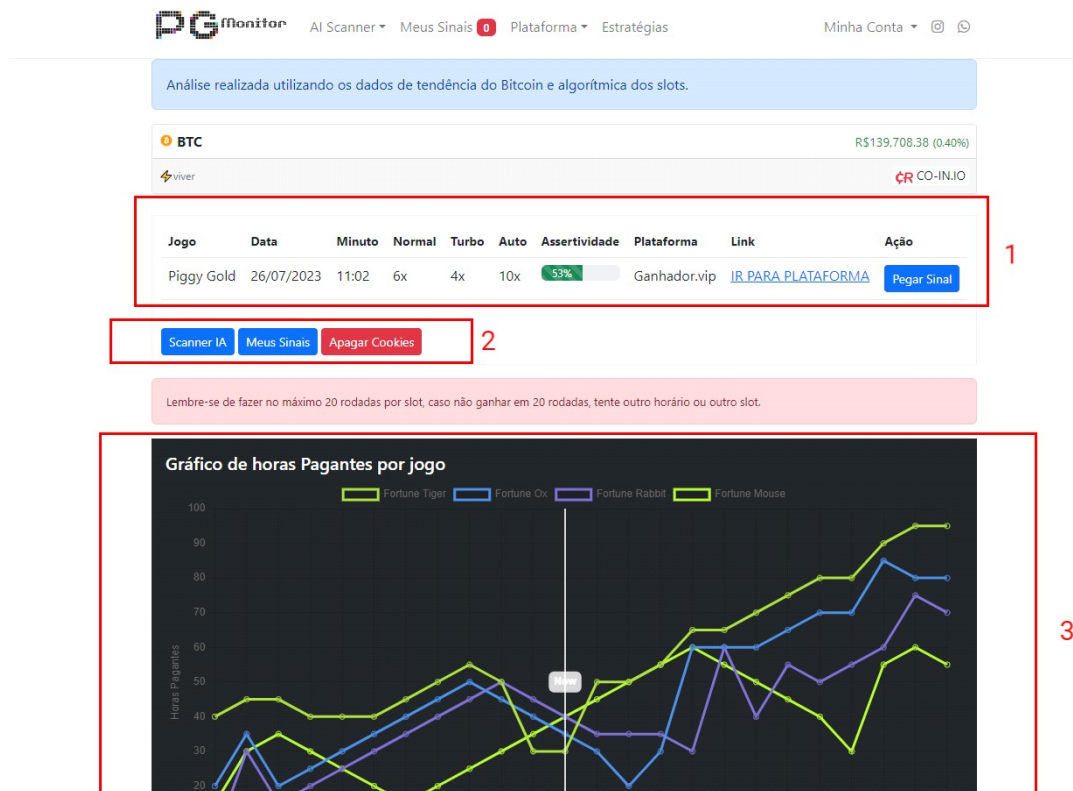 PG Monitor AI Scanner Meus Sinais 0 Plataforma Estratégias Minha Conta
Análise realizada utilizando os dados de tendência do Bitcoin e algorítmica dos slots.
BTC R$139,708.38 (0.40%)
viver CO-IN.IO
Jogo Data Minuto Normal Turbo Auto Assertividade Plataforma Link Ação
1
Piggy Gold 26/07/2023 11:02 6x 4x 10x 53% Ganhador.vip IR PARA PLATAFORMA Pegar Sinal
Scanner IA Meus Sinais Apagar Cookies 2
Lembre-se de fazer no máximo 20 rodadas por slot, caso não ganhar em 20 rodadas, tente outro horário ou outro slot.
Gráfico de horas Pagantes por jogo
Fortune Tiger Fortune Ox Fortune Rabbit Fortune Mouse
100
90
80
70
3
60
50
Now
40
30
20
Horas Pagantes